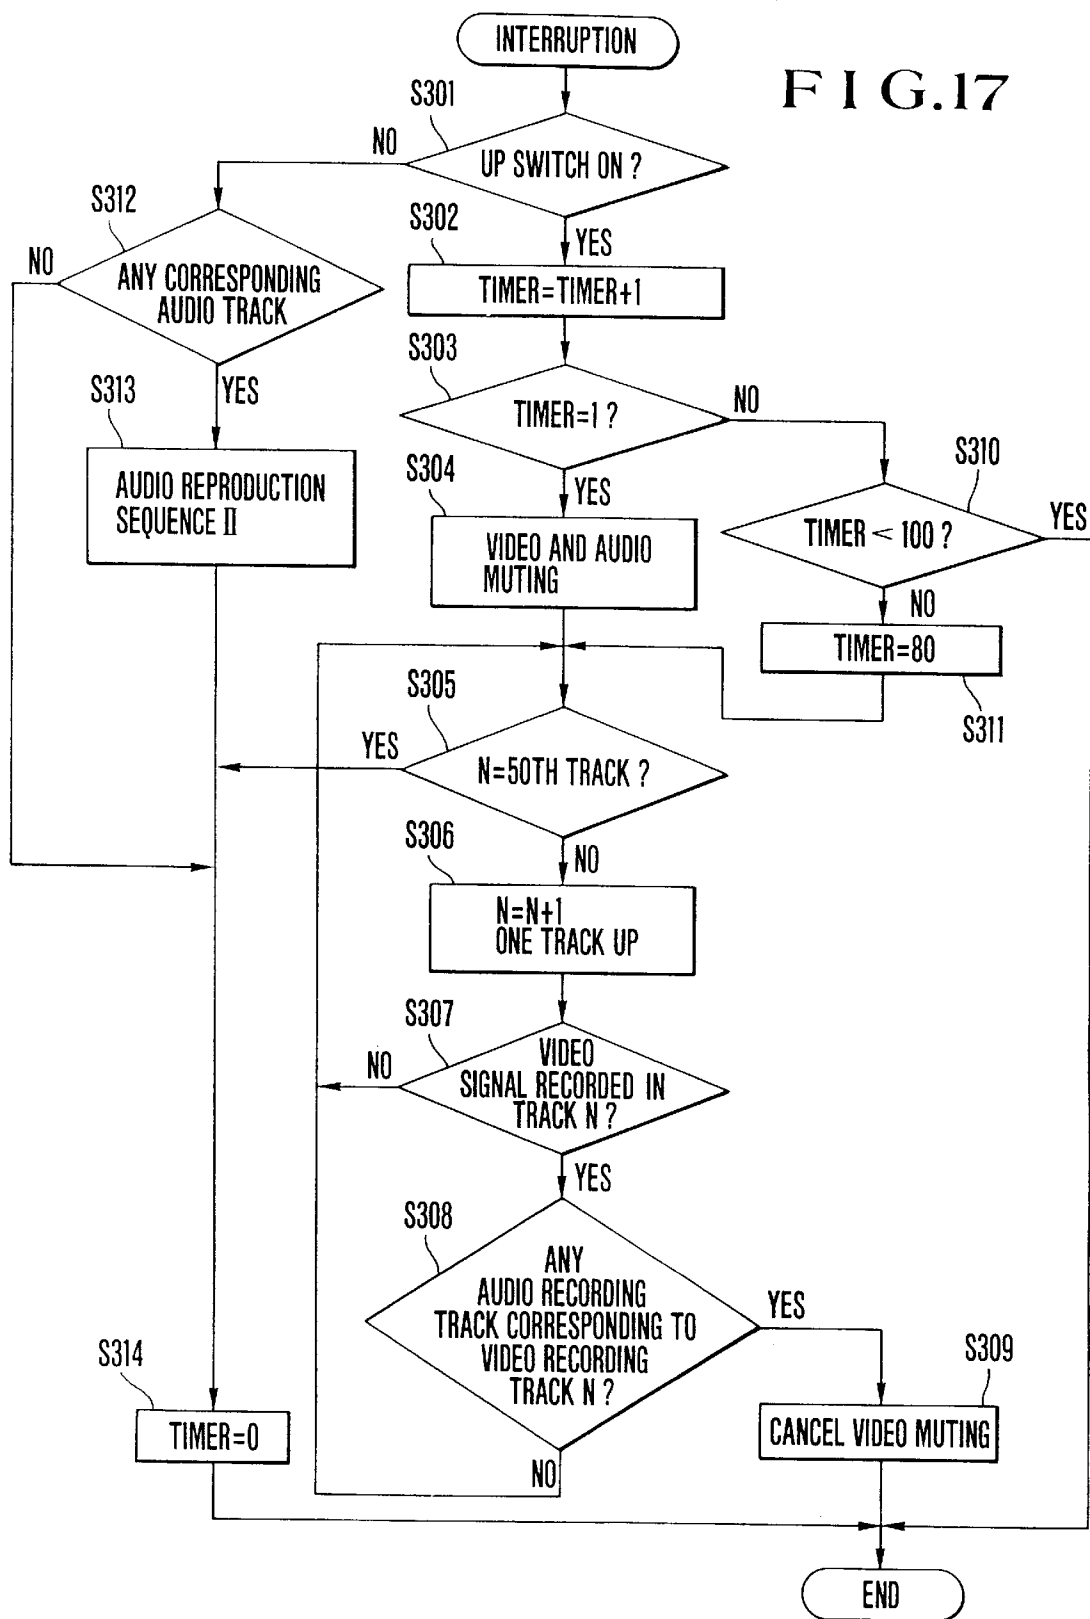 INTERRUPTION
FIG.17
S301
NO
UP SWITCH ON ?
S312
S302
YES
NO
ANY CORRESPONDING
AUDIO TRACK
TIMER=TIMER+1
S303
S313
YES
TIMER=1 ?
NO
S310
AUDIO REPRODUCTION
SEQUENCE II
S304
YES
VIDEO AND AUDIO
MUTING
TIMER < 100 ?
YES
NO
TIMER=80
S311
S305
YES
N=50TH TRACK ?
S306
NO
N=N+1
ONE TRACK UP
S307
NO
VIDEO
SIGNAL RECORDED IN
TRACK N ?
YES
S308
ANY
AUDIO RECORDING
TRACK CORRESPONDING TO
VIDEO RECORDING
TRACK N ?
YES
S314
S309
TIMER=0
CANCEL VIDEO MUTING
NO
END